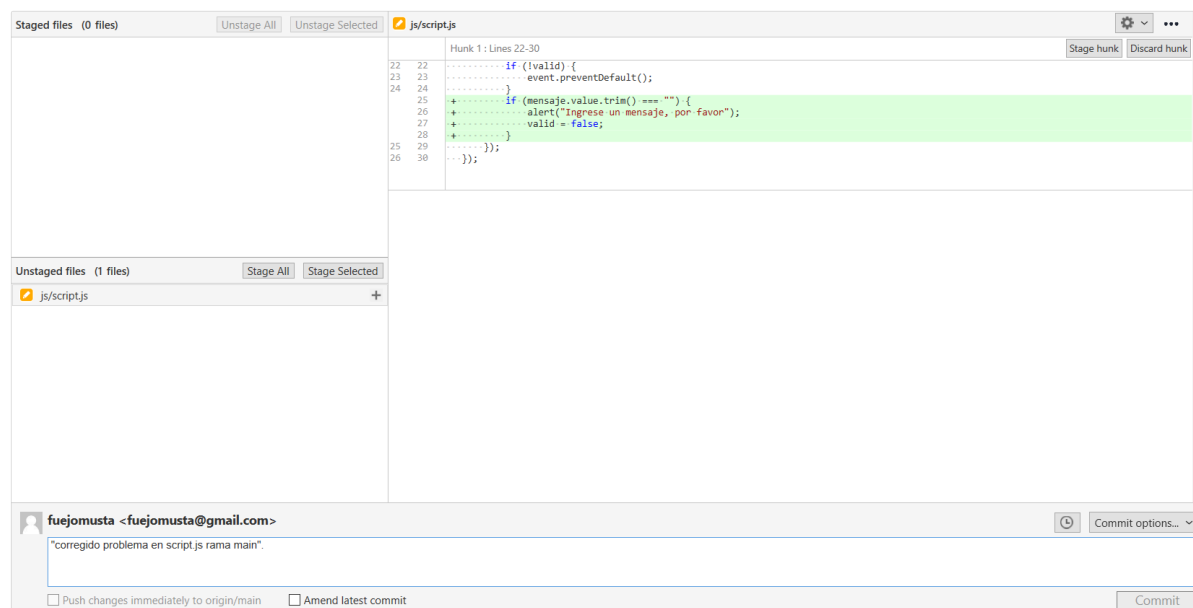 Staged files (0 files) Unstage All Unstage Selected
js/script.js
Hunk 1 : Lines 22-30 Stage hunk Discard hunk
22 22 if (!valid) {
23 23 event.preventDefault();
24 24 }
25 + if (mensaje.value.trim() === "") {
26 + alert("Ingrese un mensaje, por favor");
27 + valid = false;
28 + }
25 29 });
26 30 });
Unstaged files (1 files) Stage All Stage Selected
js/script.js
fuejomusta <fuejomusta@gmail.com> Commit options...
"corregido problema en script.js rama main".
Push changes immediately to origin/main Amend latest commit Commit